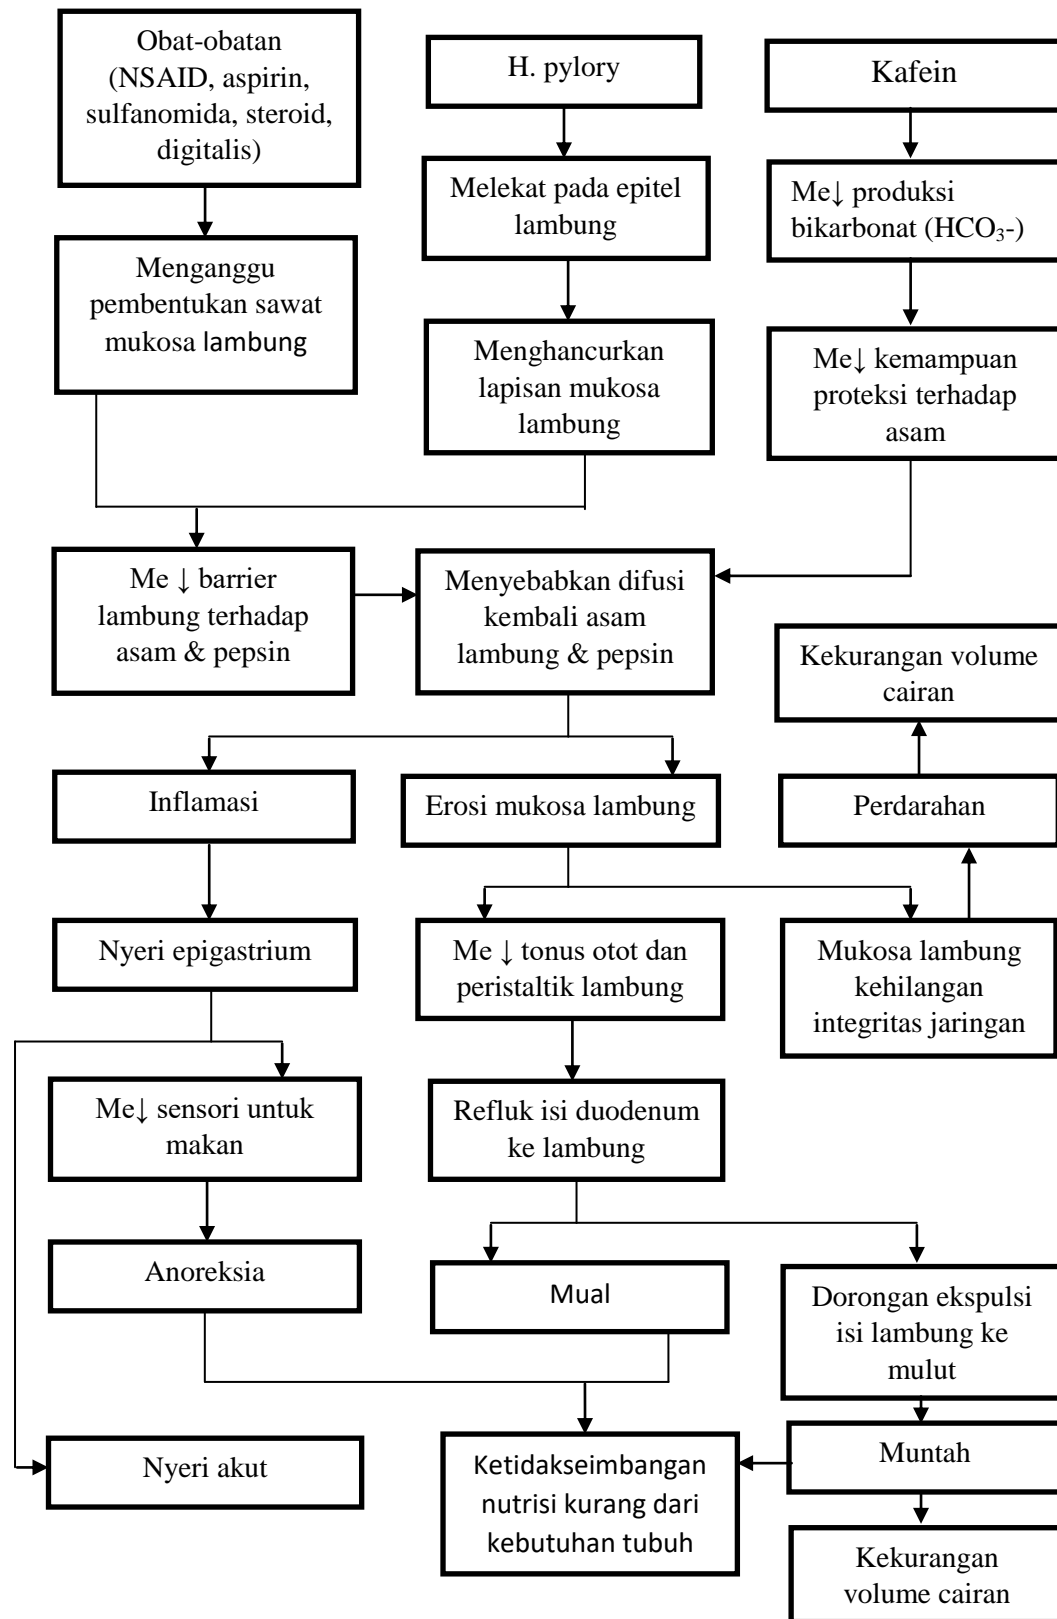 Obat-obatan
(NSAID, aspirin,
sulfanomida, steroid,
digitalis)
H. pylory
Kafein
Melekat pada epitel
lambung
Me↓ produksi
bikarbonat (HCO₃-)
Menganggu
pembentukan sawat
mukosa lambung
Menghancurkan
lapisan mukosa
lambung
Me↓ kemampuan
proteksi terhadap
asam
Me ↓ barrier
lambung terhadap
asam & pepsin
Menyebabkan difusi
kembali asam
lambung & pepsin
Kekurangan volume
cairan
Inflamasi
Erosi mukosa lambung
Perdarahan
Nyeri epigastrium
Me ↓ tonus otot dan
peristaltik lambung
Mukosa lambung
kehilangan
integritas jaringan
Me↓ sensori untuk
makan
Refluk isi duodenum
ke lambung
Anoreksia
Mual
Dorongan ekspulsi
isi lambung ke
mulut
Nyeri akut
Ketidakseimbangan
nutrisi kurang dari
kebutuhan tubuh
Muntah
Kekurangan
volume cairan